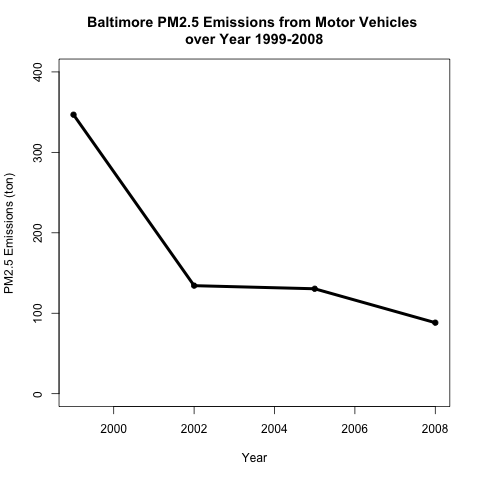 Baltimore PM2.5 Emissions from Motor Vehicles
over Year 1999-2008
PM2.5 Emissions (ton)
400
300
200
100
0
2000 2002 2004 2006 2008
Year